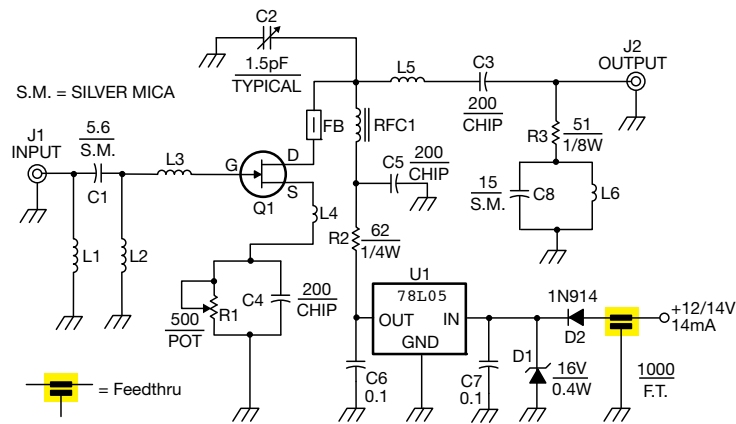 C2
1.5pF
TYPICAL
J2
OUTPUT
L5
C3
200
CHIP
S.M. = SILVER MICA
FB
RFC1
R3
51
1/8W
J1
INPUT
5.6
S.M.
C1
L3
G
D
S
Q1
C5
200
CHIP
15
S.M.
C8
L6
L4
R2
62
1/4W
L1
L2
U1
78L05
OUT
IN
GND
1N914
D2
+12/14V
14mA
500
POT
R1
C4
200
CHIP
D1
16V
0.4W
1000
F.T.
C6
0.1
C7
0.1
= Feedthru